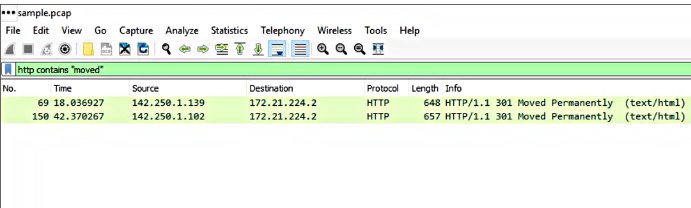 sample.pcap
File Edit View Go Capture Analyze Statistics Telephony Wireless Tools Help
http contains "moved"
No. Time Source Destination Protocol Length Info
69 18.036927 142.250.1.139 172.21.224.2 HTTP 648 HTTP/1.1 301 Moved Permanently (text/html)
150 42.370267 142.250.1.102 172.21.224.2 HTTP 657 HTTP/1.1 301 Moved Permanently (text/html)